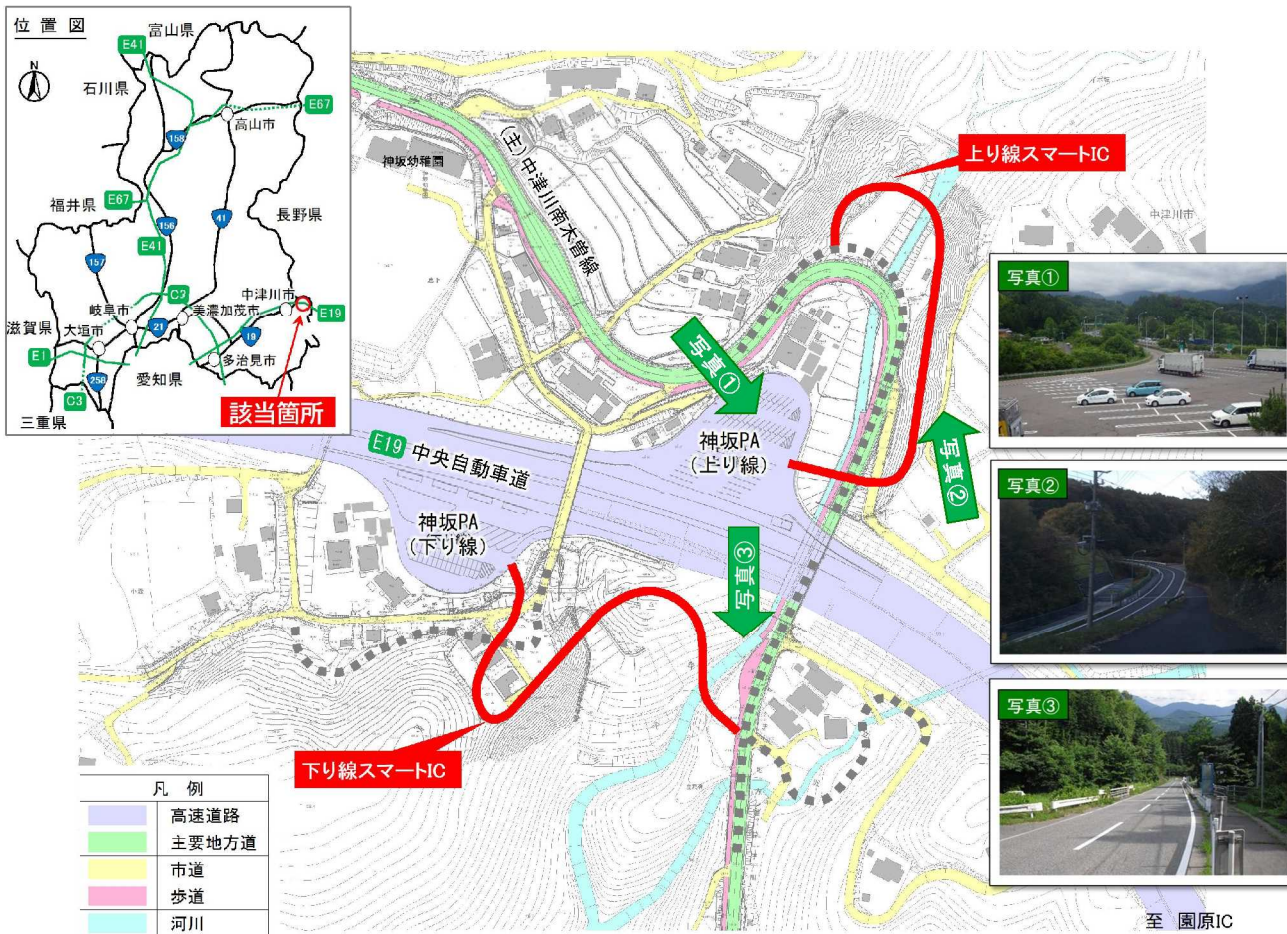 位 置 図
N
富山県
石川県
福井県
長野県
滋賀県
岐阜市
大垣市
美濃加茂市
中津川市
多治見市
高山市
愛知県
三重県
E41
E67
158
E67
156
41
E41
157
C3
21
19
E19
E1
258
C3
該当箇所
神坂幼稚園
(主)中津川南木曽線
上り線スマートIC
中津川市
写真①
神坂PA
(上り線)
写真②
E19 中央自動車道
神坂PA
(下り線)
写真③
下り線スマートIC
写真①
写真②
写真③
凡 例
高速道路
主要地方道
市道
歩道
河川
至 園原IC